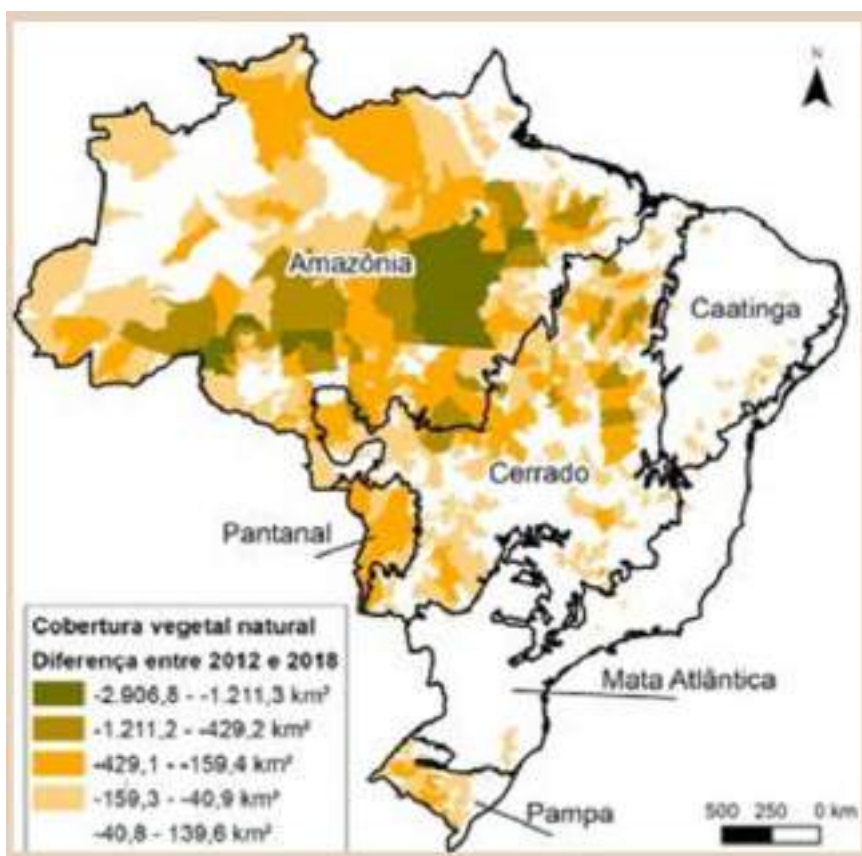 N
Amazônia
Caatinga
Cerrado
Pantanal
Cobertura vegetal natural
Diferença entre 2012 e 2018
-2.906,8 - -1.211,3 km²
-1.211,2 - -429,2 km²
-429,1 - -159,4 km²
-159,3 - -40,9 km²
-40,8 - 139,6 km²
Mata Atlântica
Pampa
500 250 0 km